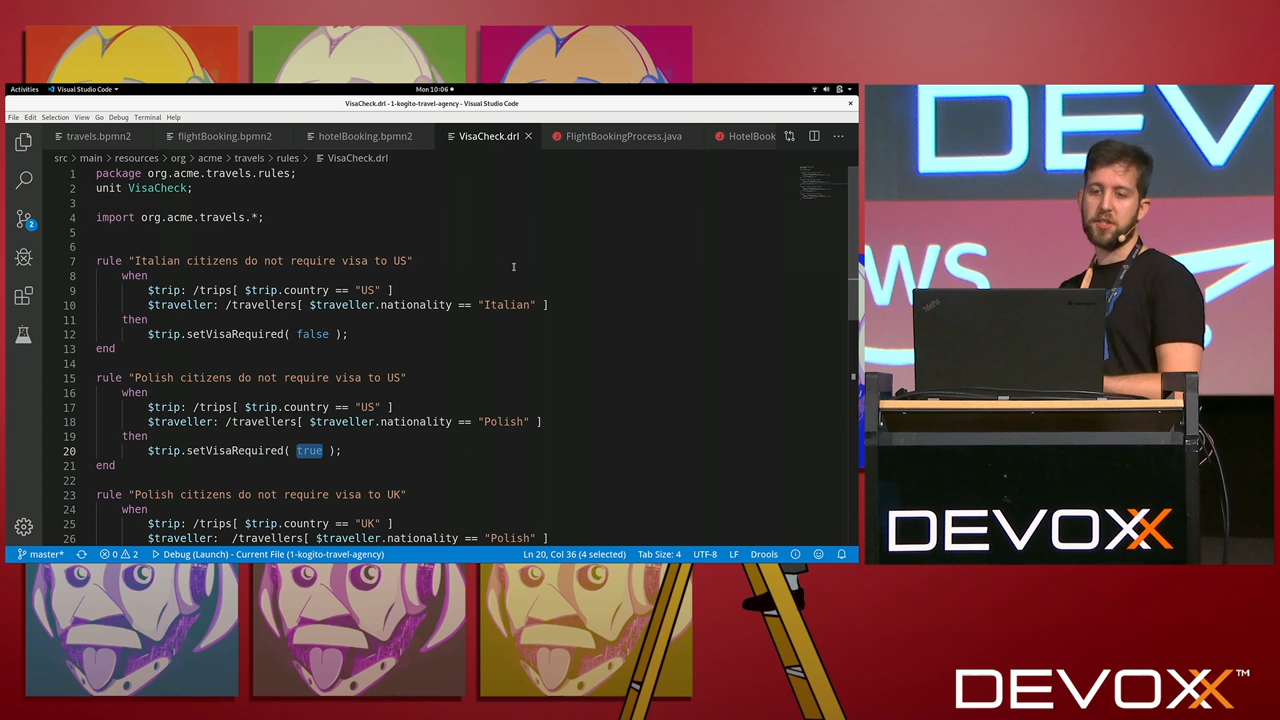 Activities Visual Studio Code Mon 10:06
VisaCheck.drl - 1-kogito-travel-agency - Visual Studio Code
File Edit Selection View Go Debug Terminal Help
travels.bpmn2 flightBooking.bpmn2 hotelBooking.bpmn2 VisaCheck.drl FlightBookingProcess.java HotelBook
src > main > resources > org > acme > travels > rules > VisaCheck.drl
1 package org.acme.travels.rules;
2 unit VisaCheck;
3
4 import org.acme.travels.*;
5
6
7 rule "Italian citizens do not require visa to US"
8 when
9 $trip: /trips[ $trip.country == "US" ]
10 $traveller: /travellers[ $traveller.nationality == "Italian" ]
11 then
12 $trip.setVisaRequired( false );
13 end
14
15 rule "Polish citizens do not require visa to US"
16 when
17 $trip: /trips[ $trip.country == "US" ]
18 $traveller: /travellers[ $traveller.nationality == "Polish" ]
19 then
20 $trip.setVisaRequired( true );
21 end
22
23 rule "Polish citizens do not require visa to UK"
24 when
25 $trip: /trips[ $trip.country == "UK" ]
26 $traveller: /travellers[ $traveller.nationality == "Polish" ]
2
master* 0 2 Debug (Launch) - Current File (1-kogito-travel-agency) Ln 20, Col 36 (4 selected) Tab Size: 4 UTF-8 LF Drools
DEV
WS
DEVOXX
DEVOXX™